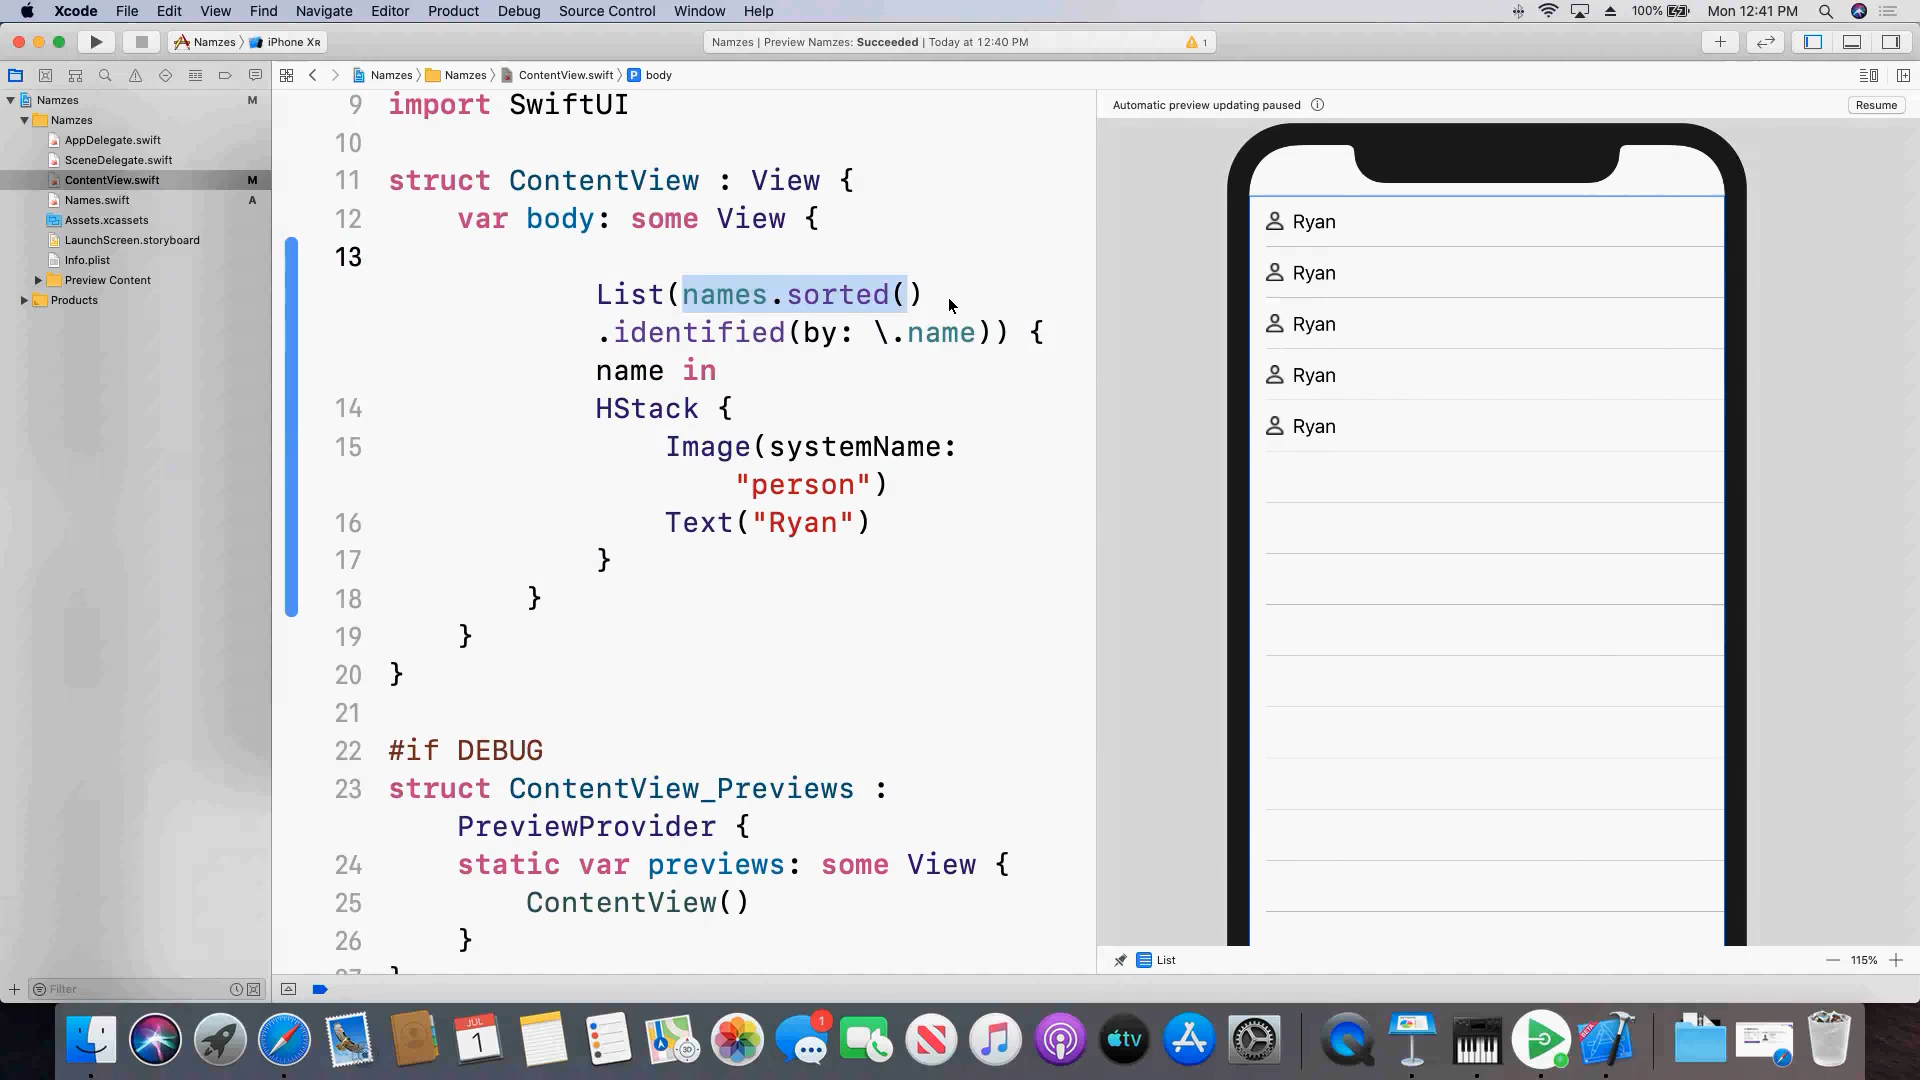 Xcode File Edit View Find Navigate Editor Product Debug Source Control Window Help 100% Mon 12:41 PM
Namzes iPhone XR Namzes | Preview Namzes: Succeeded | Today at 12:40 PM 1
Namzes Namzes ContentView.swift P body
Namzes M
Namzes
AppDelegate.swift
SceneDelegate.swift
ContentView.swift M
Names.swift A
Assets.xcassets
LaunchScreen.storyboard
Info.plist
Preview Content
Products
Filter
9 import SwiftUI
10
11 struct ContentView : View {
12 var body: some View {
13
List(names.sorted()
.identified(by: \.name)) {
name in
14 HStack {
15 Image(systemName:
"person")
16 Text("Ryan")
17 }
18 }
19 }
20 }
21
22 #if DEBUG
23 struct ContentView_Previews :
PreviewProvider {
24 static var previews: some View {
25 ContentView()
26 }
Automatic preview updating paused Resume
Ryan
Ryan
Ryan
Ryan
Ryan
List 115%
JUL
1
3D
1
tv
BETA